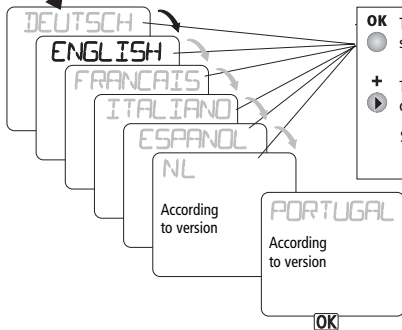 DEUTSCH
ENGLISH
FRANCAIS
ITALIANO
ESPANOL
NL
According
to version
PORTUGAL
According
to version
OK
OK
+